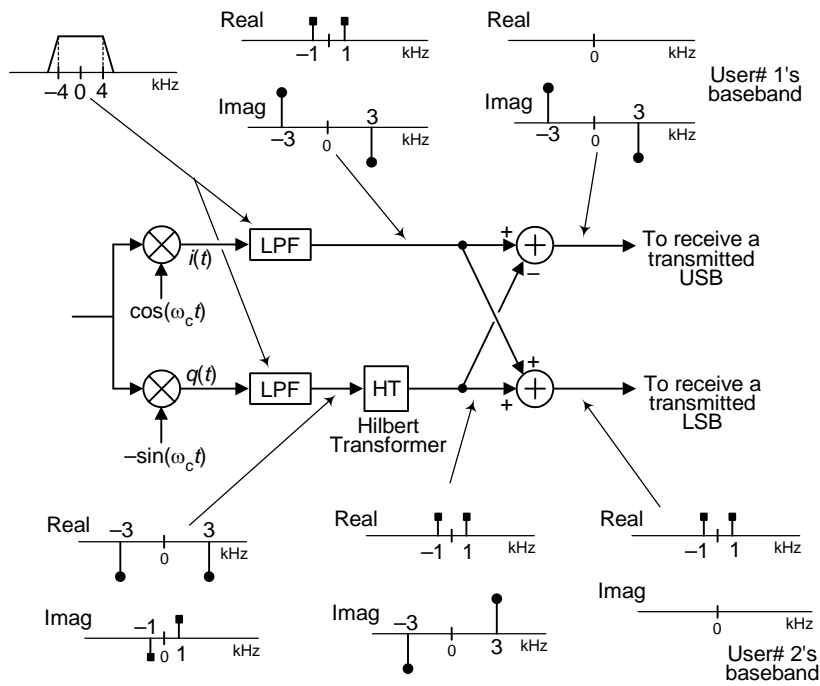 Real
−1 1 kHz
Real
0 kHz
−4 0 4 kHz
Imag
−3 0 3 kHz
Imag
−3 0 3 kHz
User# 1's
baseband
LPF
i(t)
cos(ωct)
+
+
−
To receive a
transmitted
USB
q(t)
LPF
HT
−sin(ωct)
Hilbert
Transformer
+
+
+
To receive a
transmitted
LSB
Real
−3 0 3 kHz
Imag
−1 0 1 kHz
Real
−1 1 kHz
Imag
−3 0 3 kHz
Real
−1 1 kHz
Imag
0 kHz
User# 2's
baseband